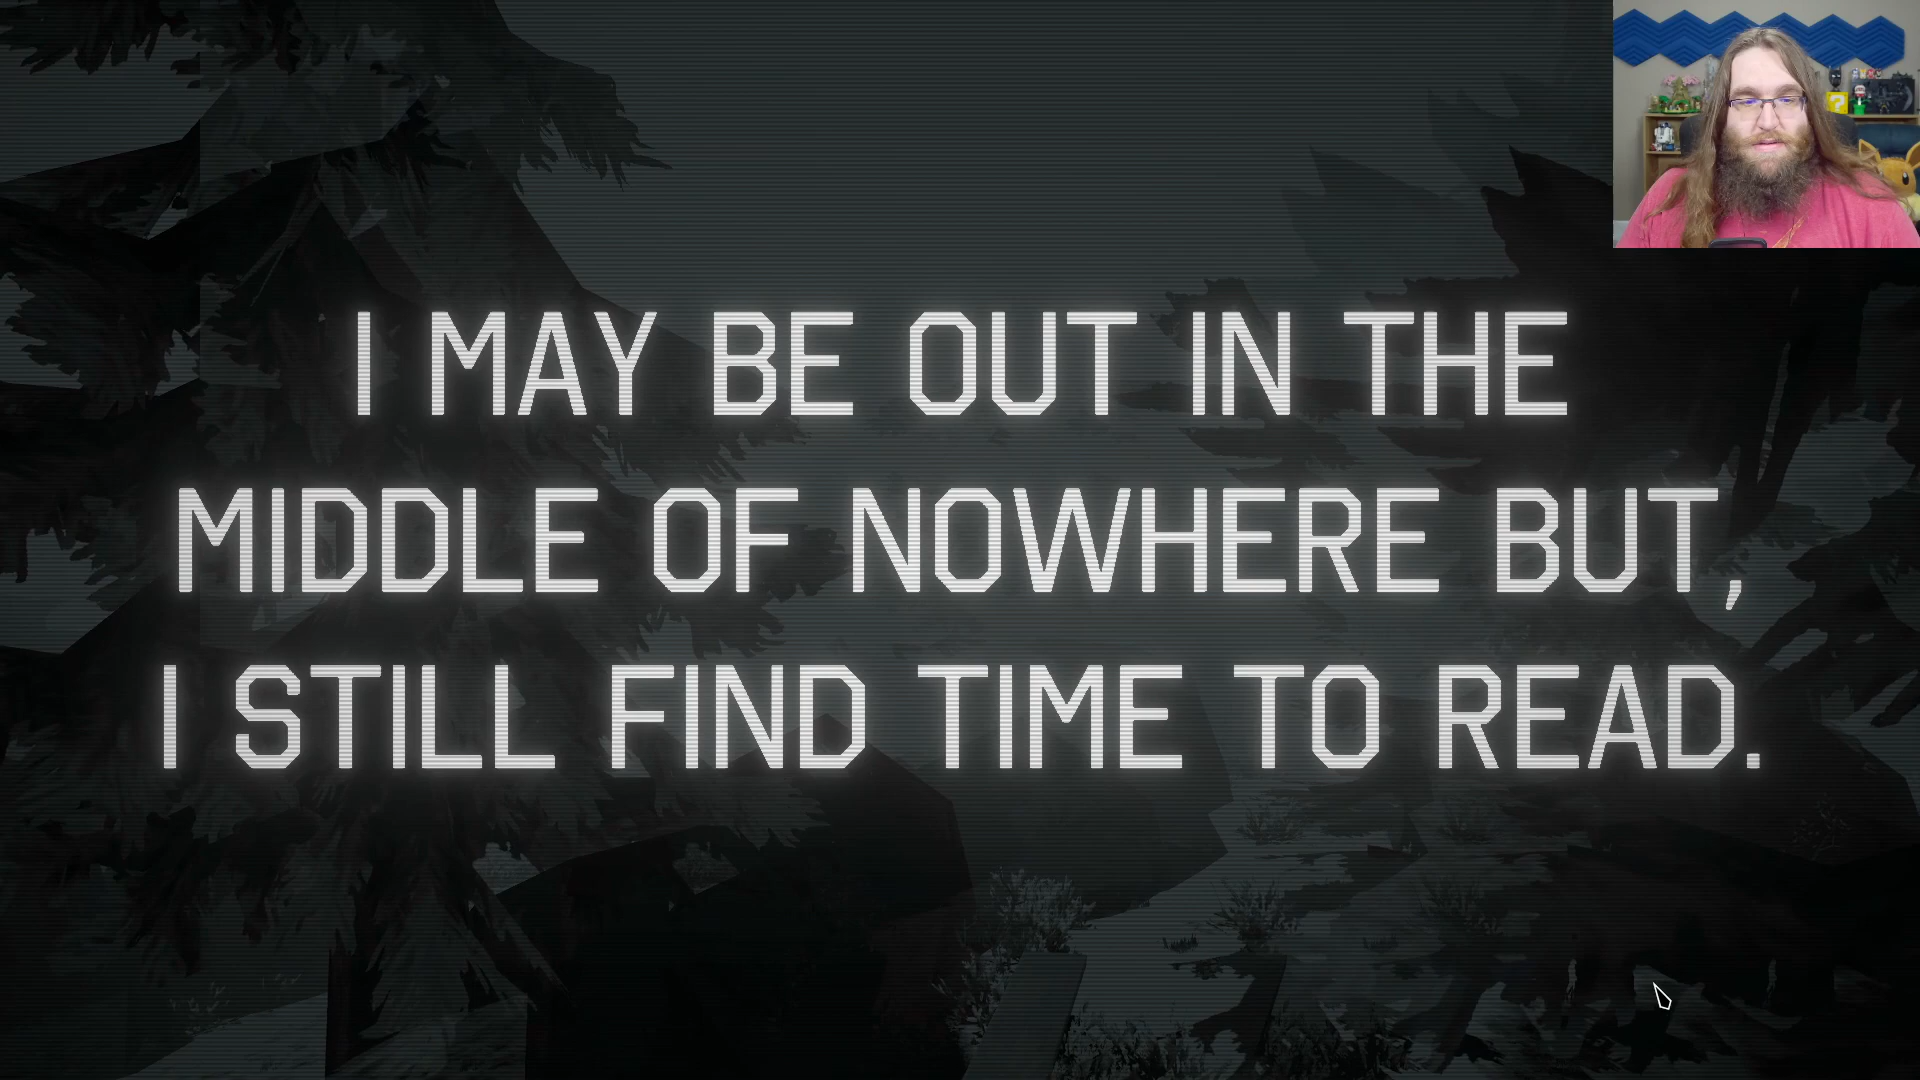 I MAY BE OUT IN THE
MIDDLE OF NOWHERE BUT,
I STILL FIND TIME TO READ.